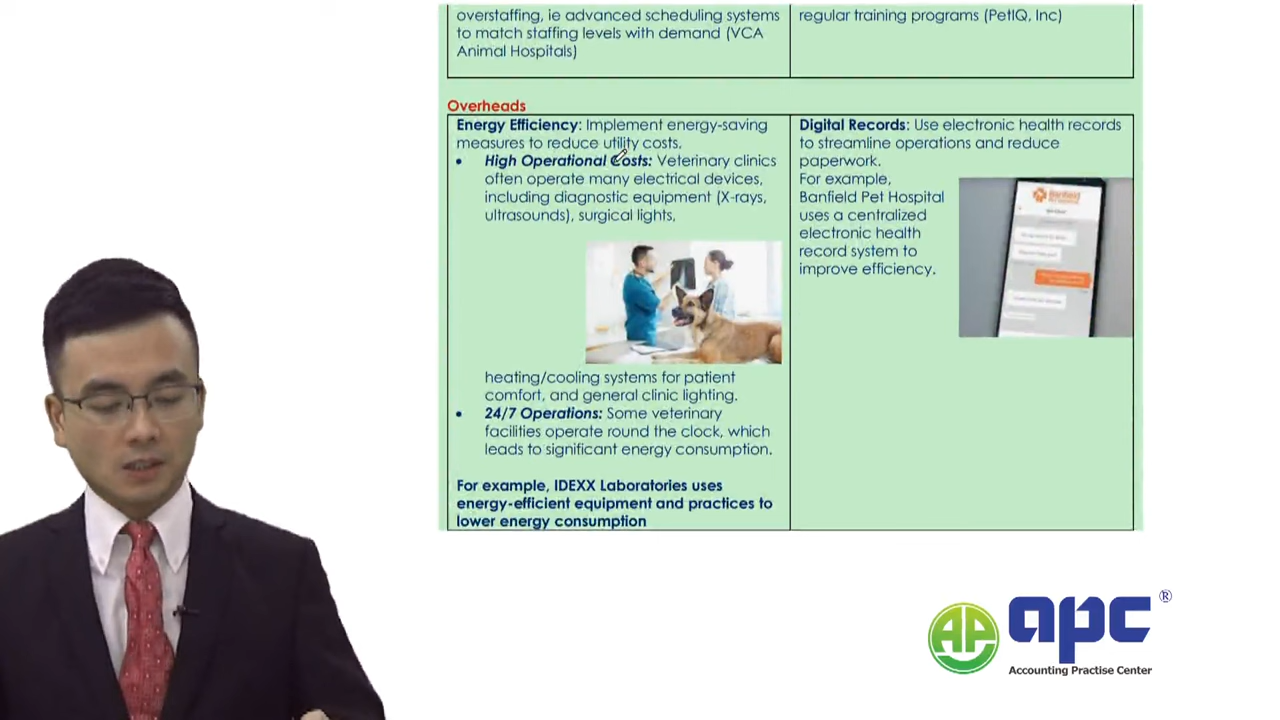 overstaffing, ie advanced scheduling systems
to match staffing levels with demand (VCA
Animal Hospitals)
regular training programs (PetIQ, Inc)
Overheads
Energy Efficiency: Implement energy-saving
measures to reduce utility costs.
• High Operational Costs: Veterinary clinics
often operate many electrical devices,
including diagnostic equipment (X-rays,
ultrasounds), surgical lights,
heating/cooling systems for patient
comfort, and general clinic lighting.
• 24/7 Operations: Some veterinary
facilities operate round the clock, which
leads to significant energy consumption.
For example, IDEXX Laboratories uses
energy-efficient equipment and practices to
lower energy consumption
Digital Records: Use electronic health records
to streamline operations and reduce
paperwork.
For example,
Banfield Pet Hospital
uses a centralized
electronic health
record system to
improve efficiency.
Banfield
AP
apc ®
Accounting Practise Center